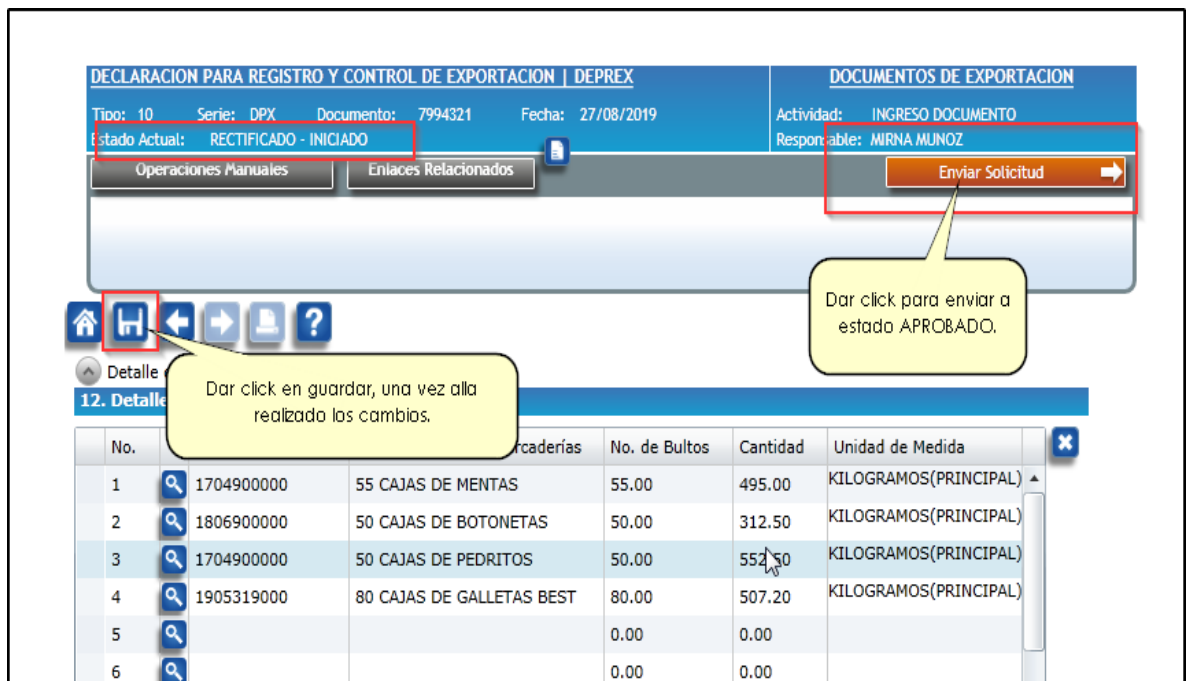 DECLARACION PARA REGISTRO Y CONTROL DE EXPORTACION | DEPREX
DOCUMENTOS DE EXPORTACION
Tipo: 10 Serie: DPX Documento: 7994321 Fecha: 27/08/2019
Actividad: INGRESO DOCUMENTO
Estado Actual: RECTIFICADO - INICIADO
Responsable: MIRNA MUNOZ
Operaciones Manuales
Enlaces Relacionados
Enviar Solicitud
Dar click para enviar a
estado APROBADO.
Detalle
Dar click en guardar, una vez alla
realizado los cambios.
12. Detalle
No. No. de Bultos Cantidad Unidad de Medida
1 1704900000 55 CAJAS DE MENTAS 55.00 495.00 KILOGRAMOS(PRINCIPAL)
2 1806900000 50 CAJAS DE BOTONETAS 50.00 312.50 KILOGRAMOS(PRINCIPAL)
3 1704900000 50 CAJAS DE PEDRITOS 50.00 552.50 KILOGRAMOS(PRINCIPAL)
4 1905319000 80 CAJAS DE GALLETAS BEST 80.00 507.20 KILOGRAMOS(PRINCIPAL)
5 0.00 0.00
6 0.00 0.00